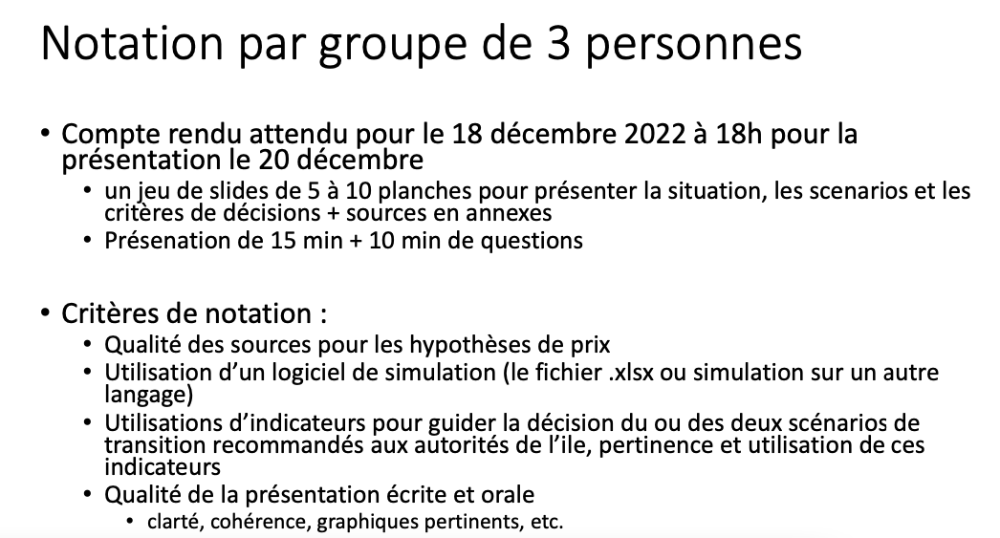 Notation par groupe de 3 personnes
• Compte rendu attendu pour le 18 décembre 2022 à 18h pour la
présentation le 20 décembre
• un jeu de slides de 5 à 10 planches pour présenter la situation, les scenarios et les
critères de décisions + sources en annexes
• Présenation de 15 min + 10 min de questions
• Critères de notation :
• Qualité des sources pour les hypothèses de prix
• Utilisation d’un logiciel de simulation (le fichier .xlsx ou simulation sur un autre
langage)
• Utilisations d’indicateurs pour guider la décision du ou des deux scénarios de
transition recommandés aux autorités de l’ile, pertinence et utilisation de ces
indicateurs
• Qualité de la présentation écrite et orale
• clarté, cohérence, graphiques pertinents, etc.